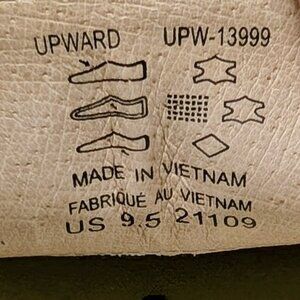 UPWARD UPW-13999
MADE IN VIETNAM
FABRIQUÉ AU VIETNAM
US 9.5 21109